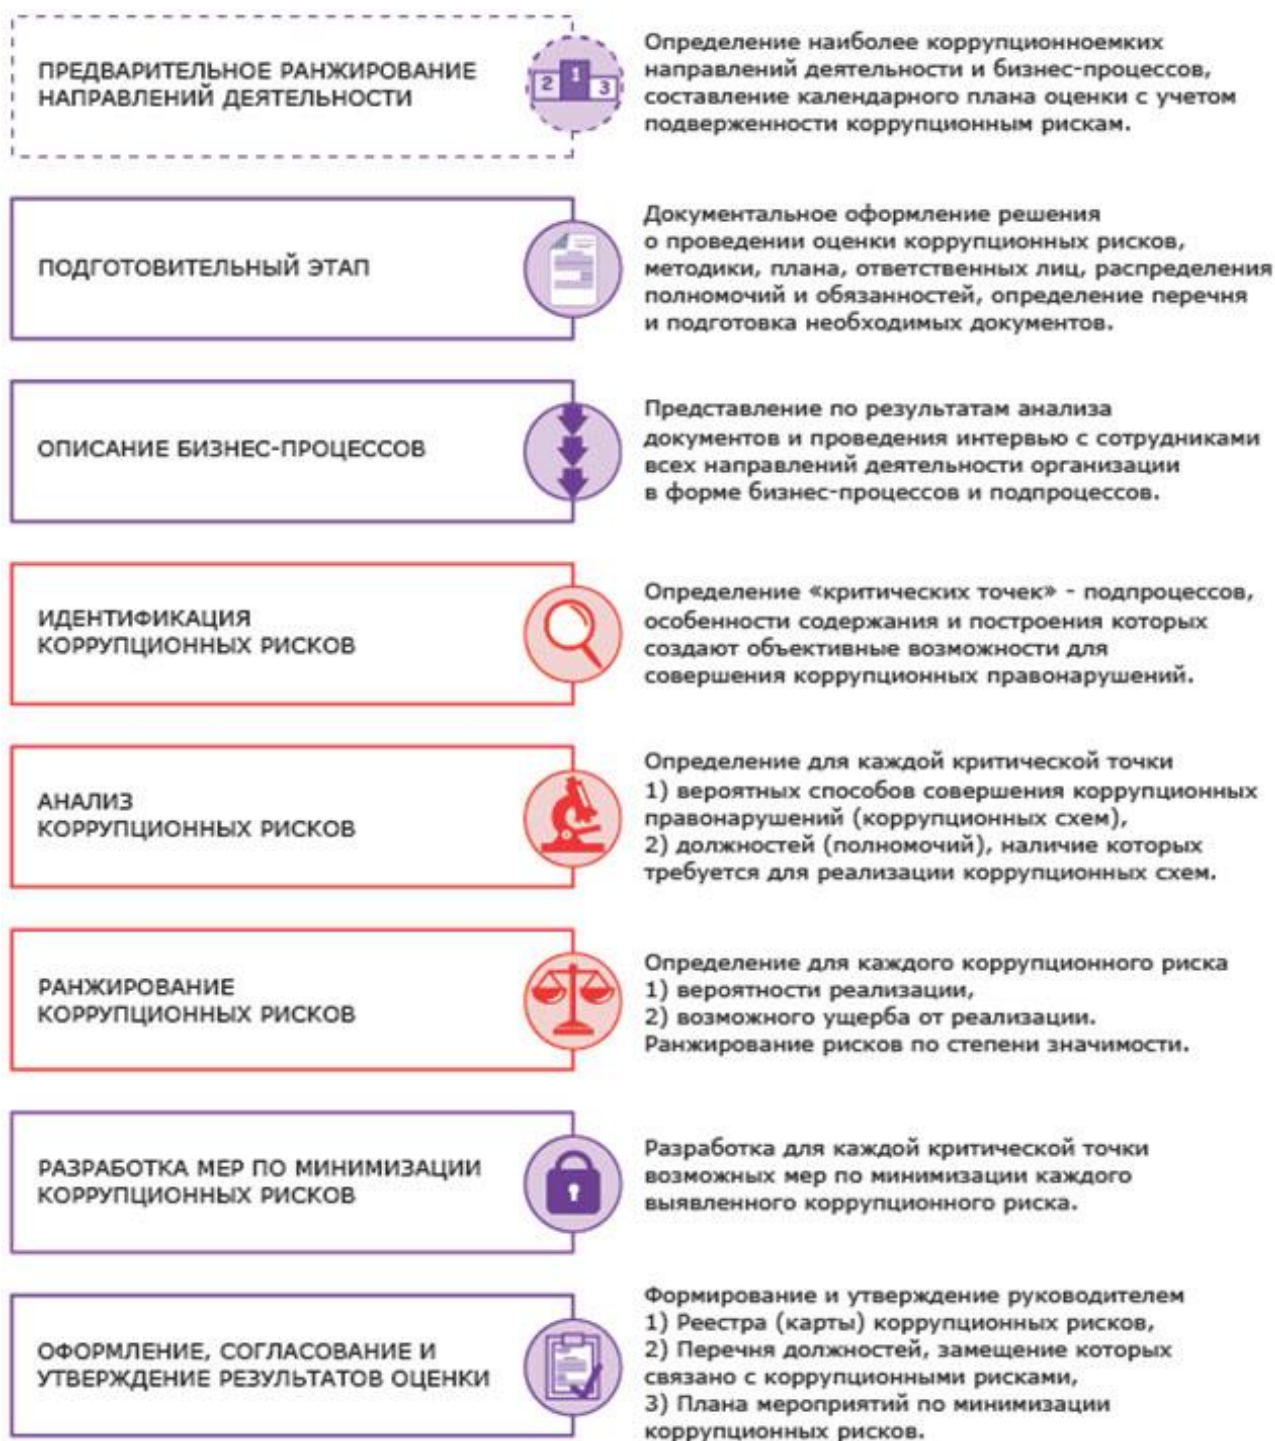 ПРЕДВАРИТЕЛЬНОЕ РАНЖИРОВАНИЕ
НАПРАВЛЕНИЙ ДЕЯТЕЛЬНОСТИ
2 1 3
Определение наиболее коррупционноемких
направлений деятельности и бизнес-процессов,
составление календарного плана оценки с учетом
подверженности коррупционным рискам.
ПОДГОТОВИТЕЛЬНЫЙ ЭТАП
Документальное оформление решения
о проведении оценки коррупционных рисков,
методики, плана, ответственных лиц, распределения
полномочий и обязанностей, определение перечня
и подготовка необходимых документов.
ОПИСАНИЕ БИЗНЕС-ПРОЦЕССОВ
Представление по результатам анализа
документов и проведения интервью с сотрудниками
всех направлений деятельности организации
в форме бизнес-процессов и подпроцессов.
ИДЕНТИФИКАЦИЯ
КОРРУПЦИОННЫХ РИСКОВ
Определение «критических точек» - подпроцессов,
особенности содержания и построения которых
создают объективные возможности для
совершения коррупционных правонарушений.
АНАЛИЗ
КОРРУПЦИОННЫХ РИСКОВ
Определение для каждой критической точки
1) вероятных способов совершения коррупционных
правонарушений (коррупционных схем),
2) должностей (полномочий), наличие которых
требуется для реализации коррупционных схем.
РАНЖИРОВАНИЕ
КОРРУПЦИОННЫХ РИСКОВ
Определение для каждого коррупционного риска
1) вероятности реализации,
2) возможного ущерба от реализации.
Ранжирование рисков по степени значимости.
РАЗРАБОТКА МЕР ПО МИНИМИЗАЦИИ
КОРРУПЦИОННЫХ РИСКОВ
Разработка для каждой критической точки
возможных мер по минимизации каждого
выявленного коррупционного риска.
ОФОРМЛЕНИЕ, СОГЛАСОВАНИЕ И
УТВЕРЖДЕНИЕ РЕЗУЛЬТАТОВ ОЦЕНКИ
Формирование и утверждение руководителем
1) Реестра (карты) коррупционных рисков,
2) Перечня должностей, замещение которых
связано с коррупционными рисками,
3) Плана мероприятий по минимизации
коррупционных рисков.